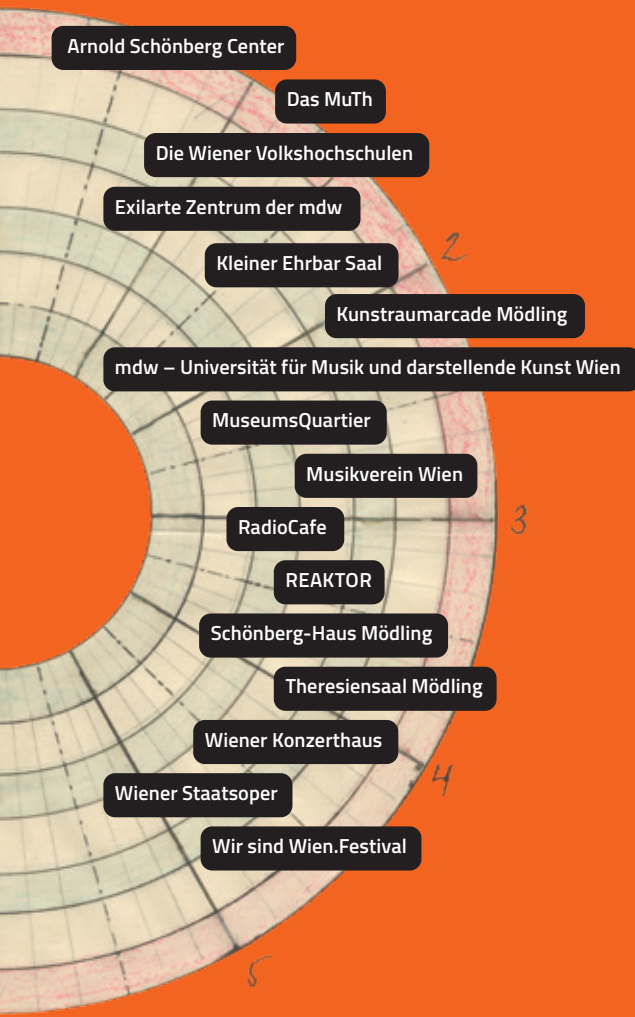 Arnold Schönberg Center
Das MuTh
Die Wiener Volkshochschulen
Exilarte Zentrum der mdw
2
Kleiner Ehrbar Saal
Kunstraumarcade Mödling
mdw – Universität für Musik und darstellende Kunst Wien
MuseumsQuartier
Musikverein Wien
RadioCafe
3
REAKTOR
Schönberg-Haus Mödling
Theresiensaal Mödling
Wiener Konzerthaus
4
Wiener Staatsoper
Wir sind Wien.Festival
5